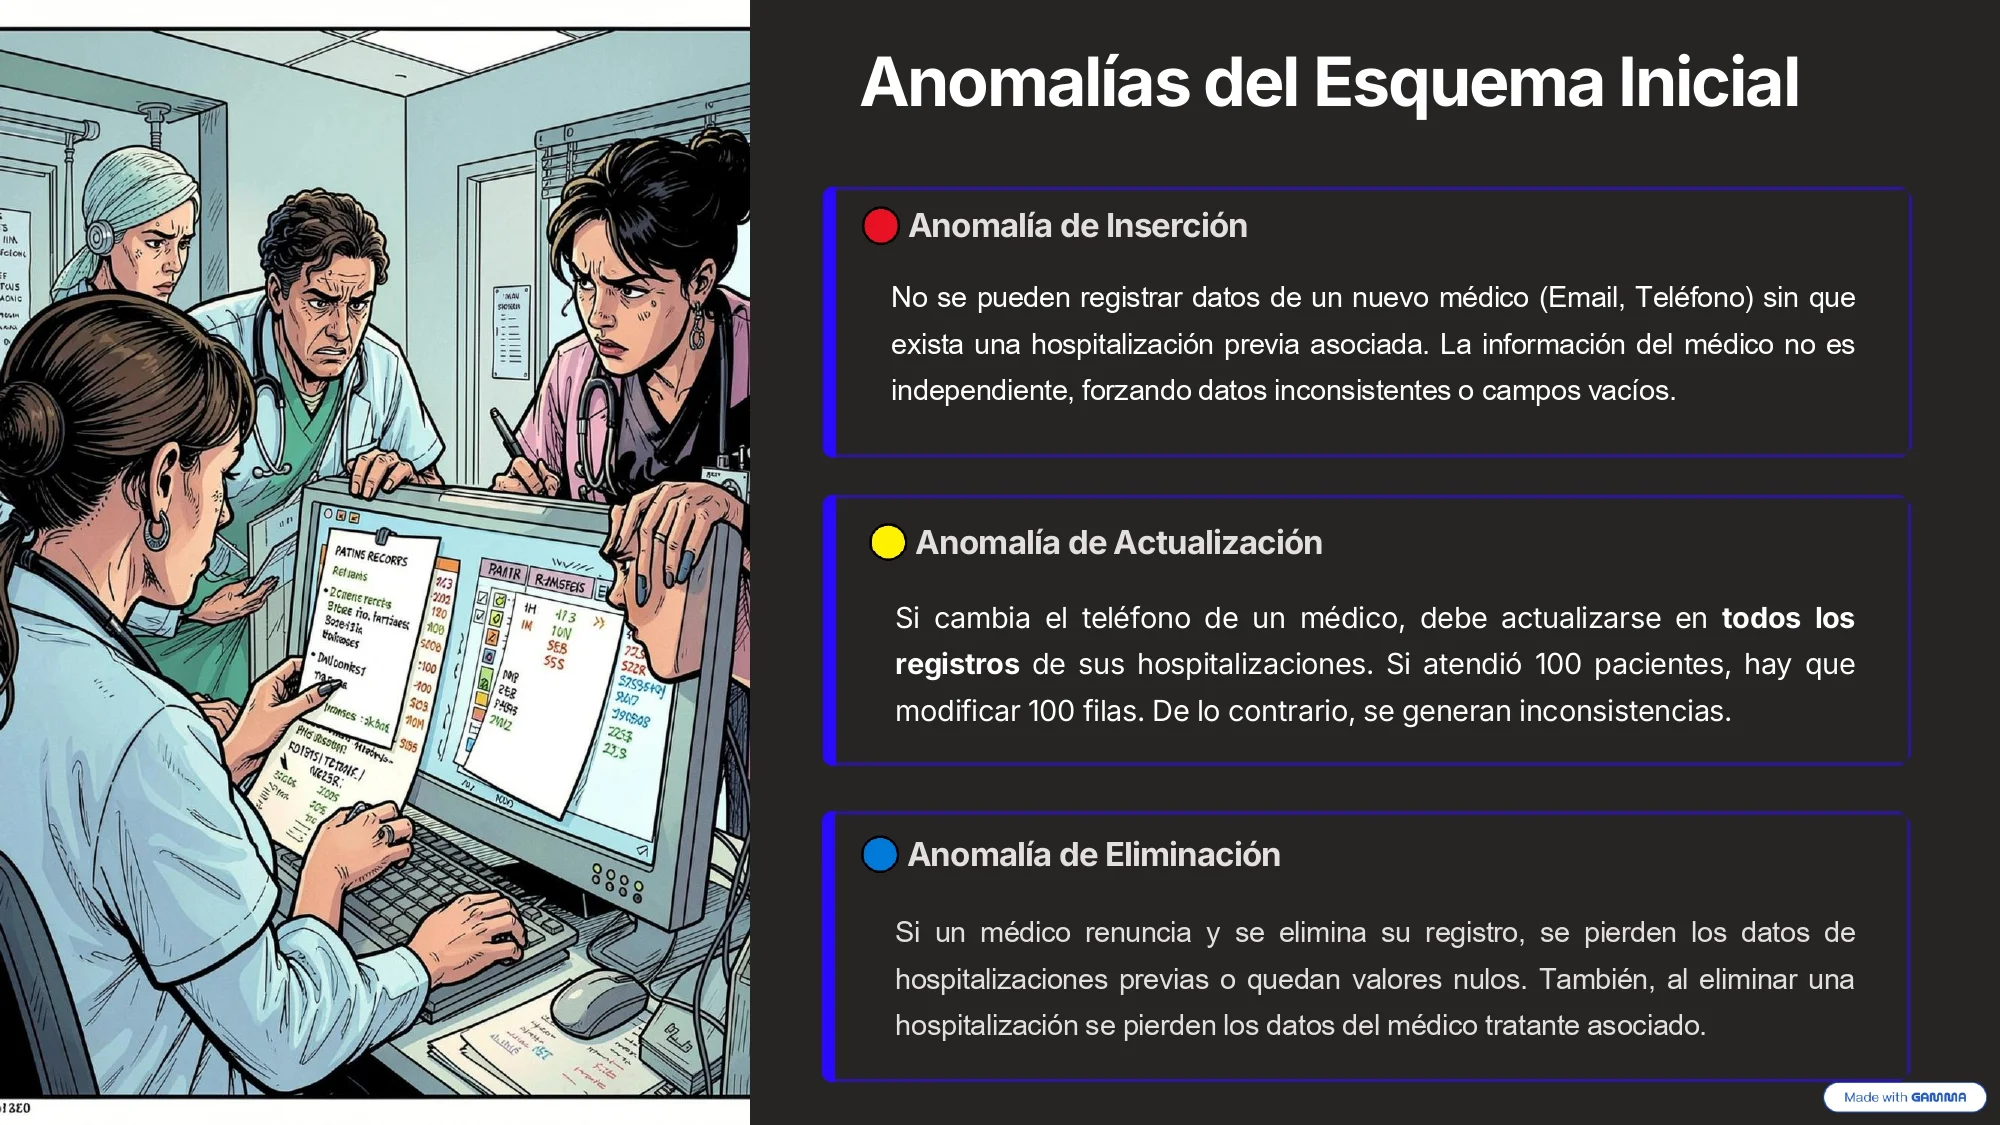 Anomalías del Esquema Inicial
Anomalía de Inserción
No se pueden registrar datos de un nuevo médico (Email, Teléfono) sin que
exista una hospitalización previa asociada. La información del médico no es
independiente, forzando datos inconsistentes o campos vacíos.
Anomalía de Actualización
Si cambia el teléfono de un médico, debe actualizarse en todos los
registros de sus hospitalizaciones. Si atendió 100 pacientes, hay que
modificar 100 filas. De lo contrario, se generan inconsistencias.
Anomalía de Eliminación
Si un médico renuncia y se elimina su registro, se pierden los datos de
hospitalizaciones previas o quedan valores nulos. También, al eliminar una
hospitalización se pierden los datos del médico tratante asociado.
PATINS RECORRS
Made with GAMMA